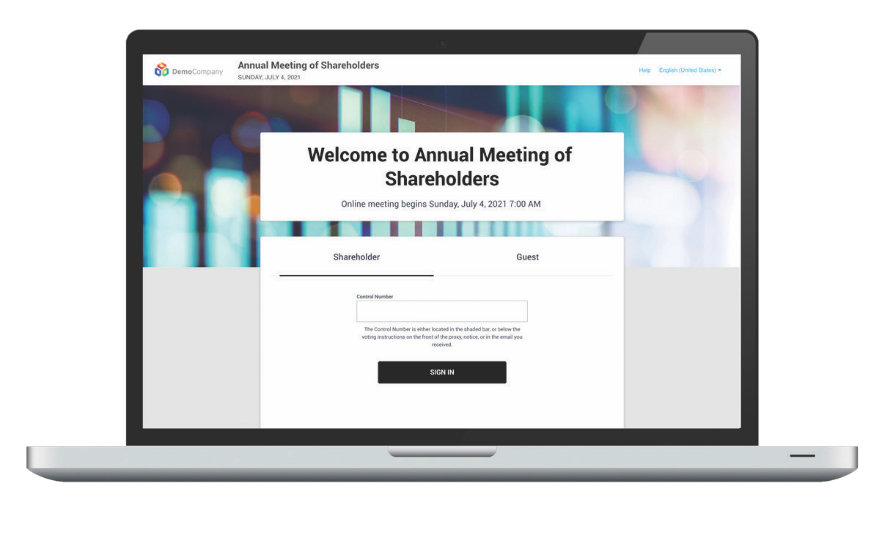 DemoCompany
Annual Meeting of Shareholders
SUNDAY, JULY 4, 2021
Help English (United States)
Welcome to Annual Meeting of
Shareholders
Online meeting begins Sunday, July 4, 2021 7:00 AM
Shareholder Guest
Control Number
The Control Number is either located in the shaded bar, or below the
voting instructions on the front of the proxy, notice, or in the email you
received.
SIGN IN